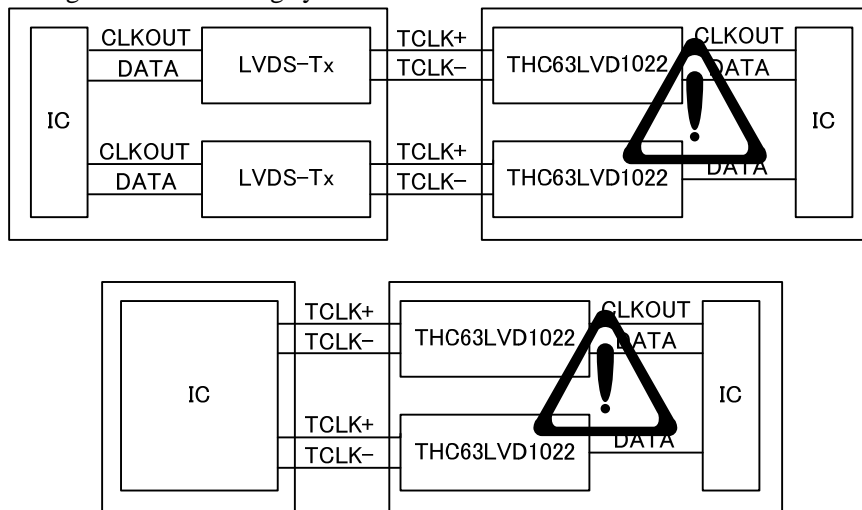 CLKOUT TCLK+ CLKOUT
DATA LVDS-Tx TCLK- THC63LVD1022 DATA
IC IC
CLKOUT TCLK+
DATA LVDS-Tx TCLK- THC63LVD1022 DATA
TCLK+ CLKOUT
TCLK- THC63LVD1022 DATA
IC IC
TCLK+
TCLK- THC63LVD1022 DATA